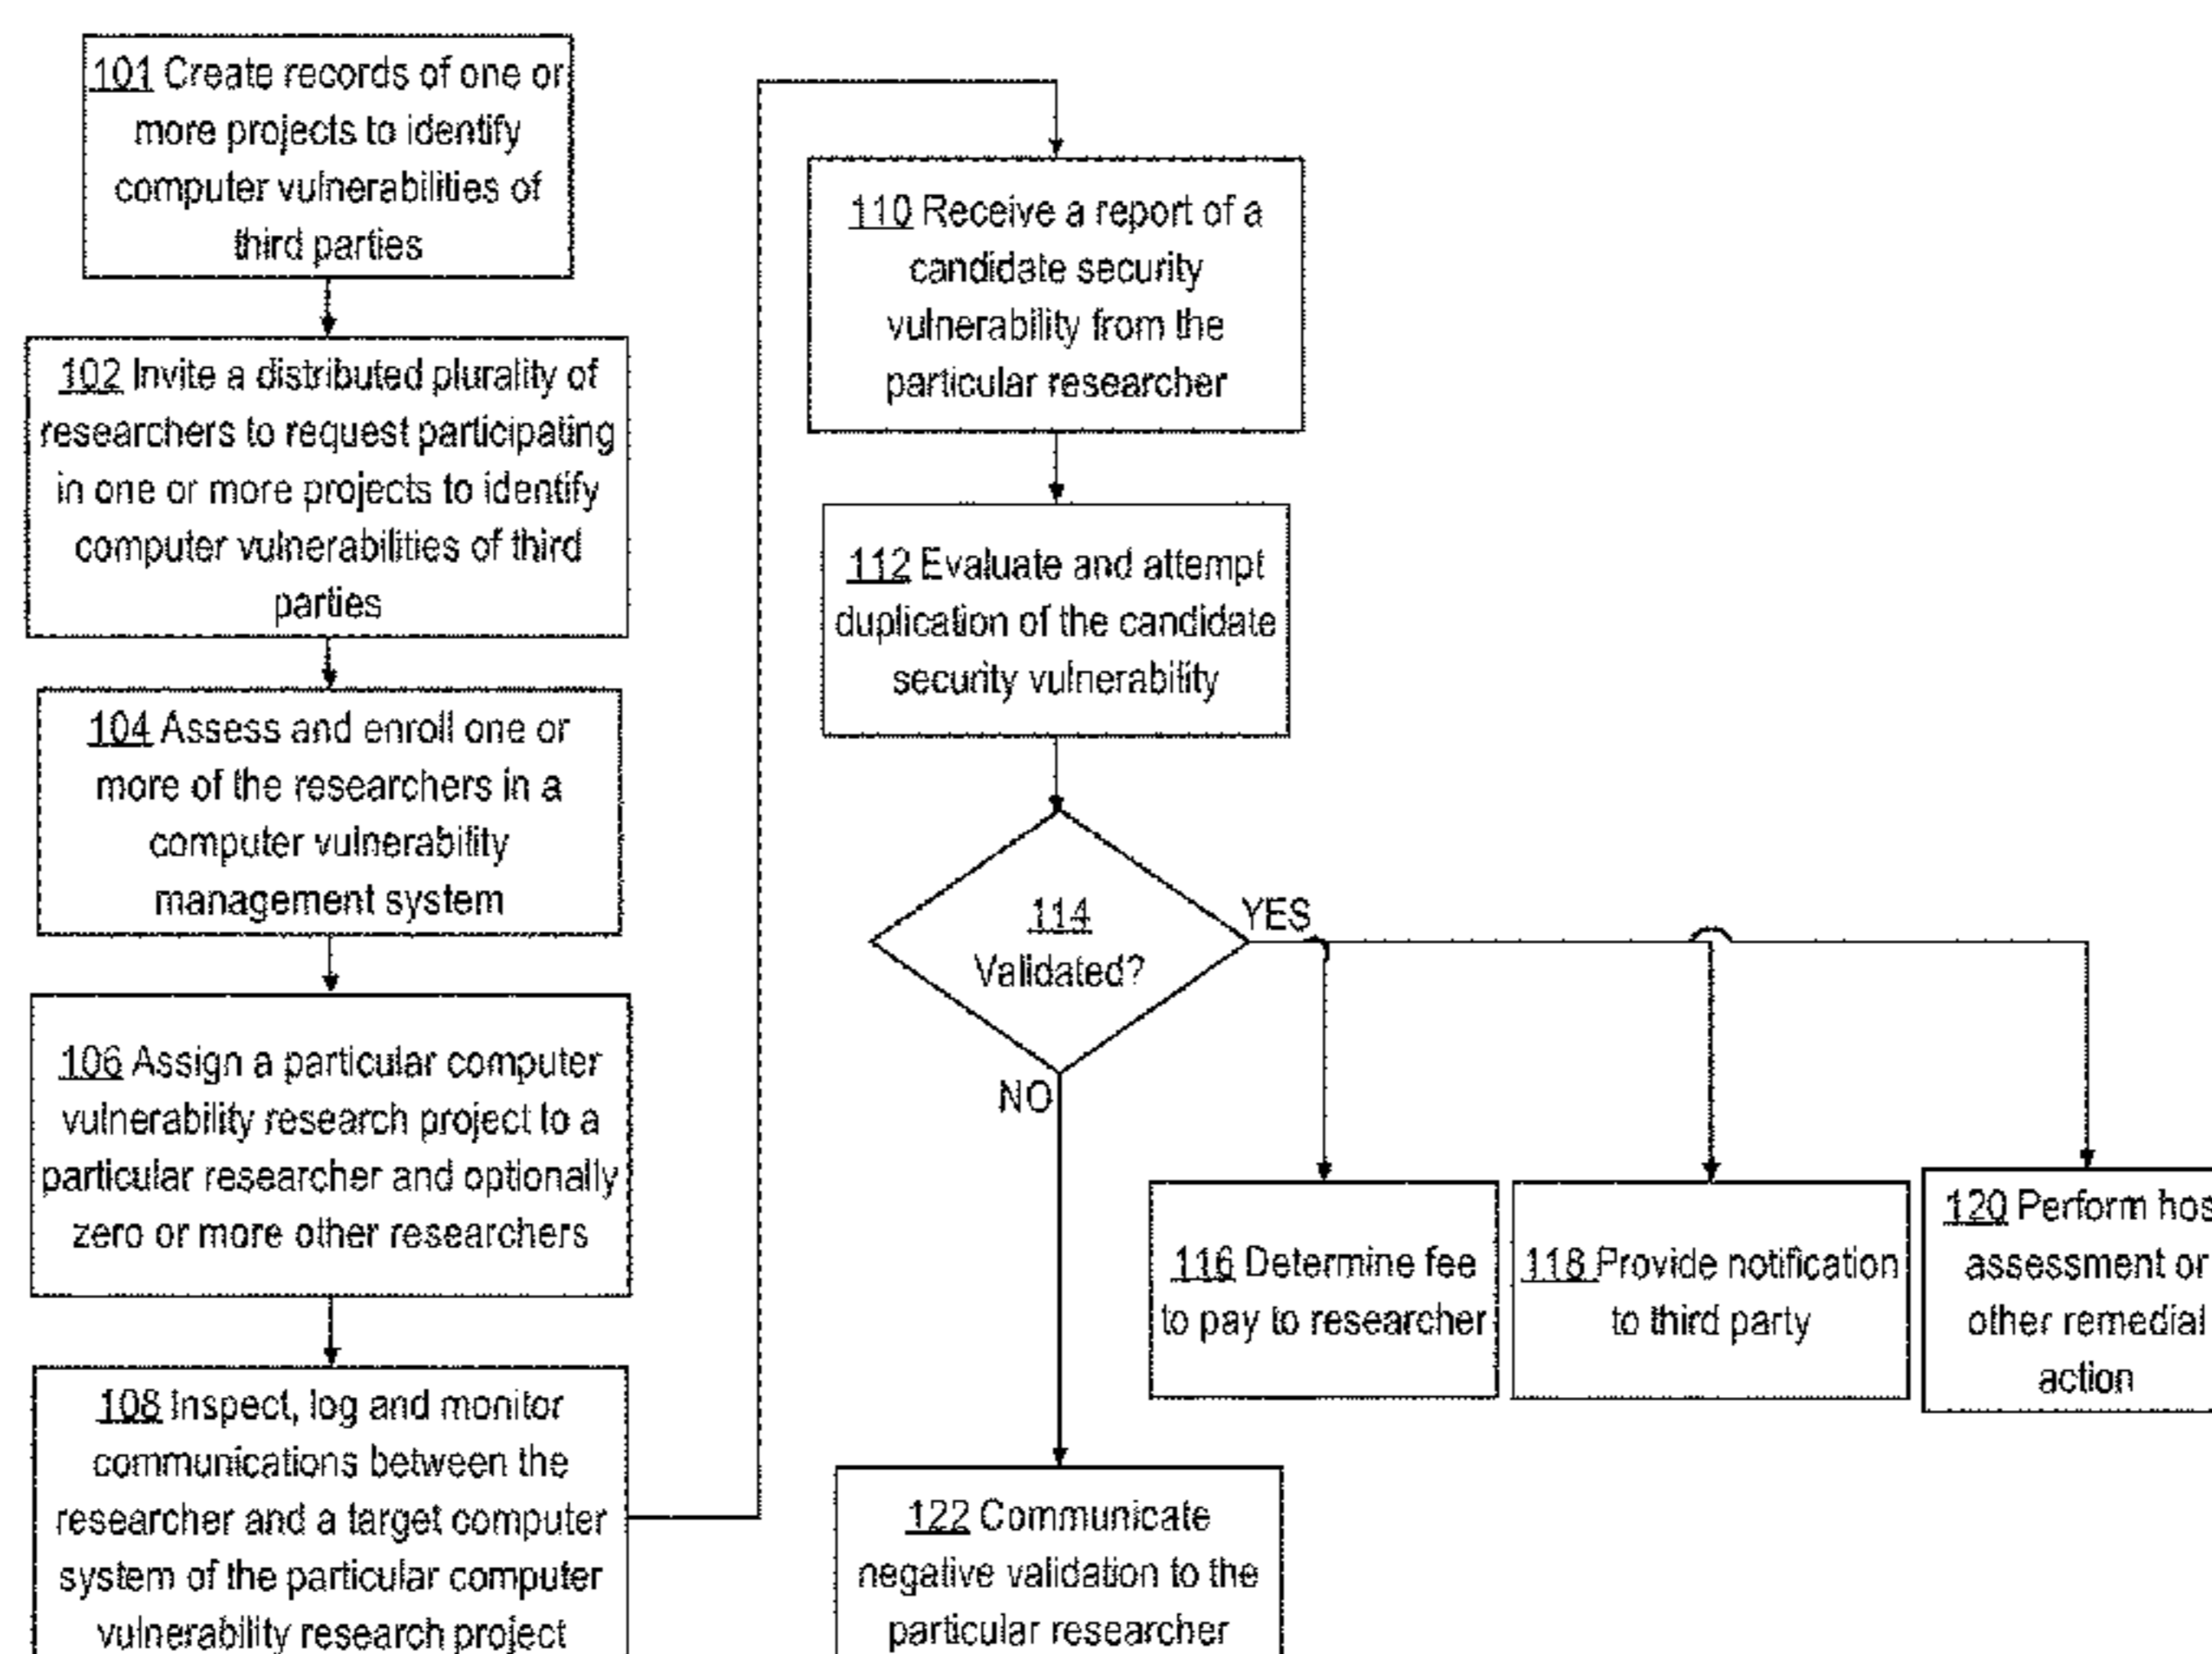 101 Create records of one or
more projects to identify
computer vulnerabilities of
third parties
102 Invite a distributed plurality of
researchers to request participating
in one or more projects to identify
computer vulnerabilities of third
parties
104 Assess and enroll one or
more of the researchers in a
computer vulnerability
management system
106 Assign a particular computer
vulnerability research project to a
particular researcher and optionally
zero or more other researchers
108 Inspect, log and monitor
communications between the
researcher and a target computer
system of the particular computer
vulnerability research project
110 Receive a report of a
candidate security
vulnerability from the
particular researcher
112 Evaluate and attempt
duplication of the candidate
security vulnerability
114
Validated?
YES
NO
116 Determine fee
to pay to researcher
118 Provide notification
to third party
120 Perform
assessment or
other remedial
action
122 Communicate
negative validation to the
particular researcher